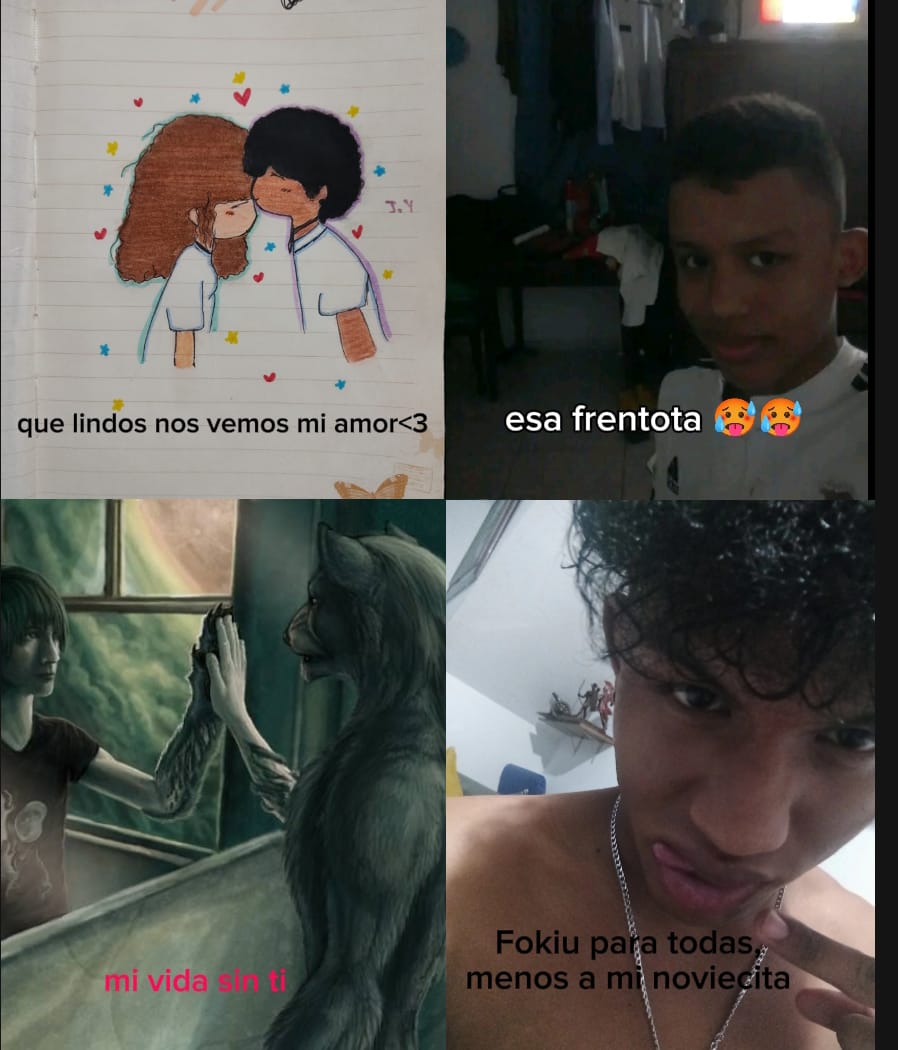 J.Y
que lindos nos vemos mi amor<3
esa frentota 🥵🥵
mi vida sin ti
Fokiu para todas,
menos a mi noviecita